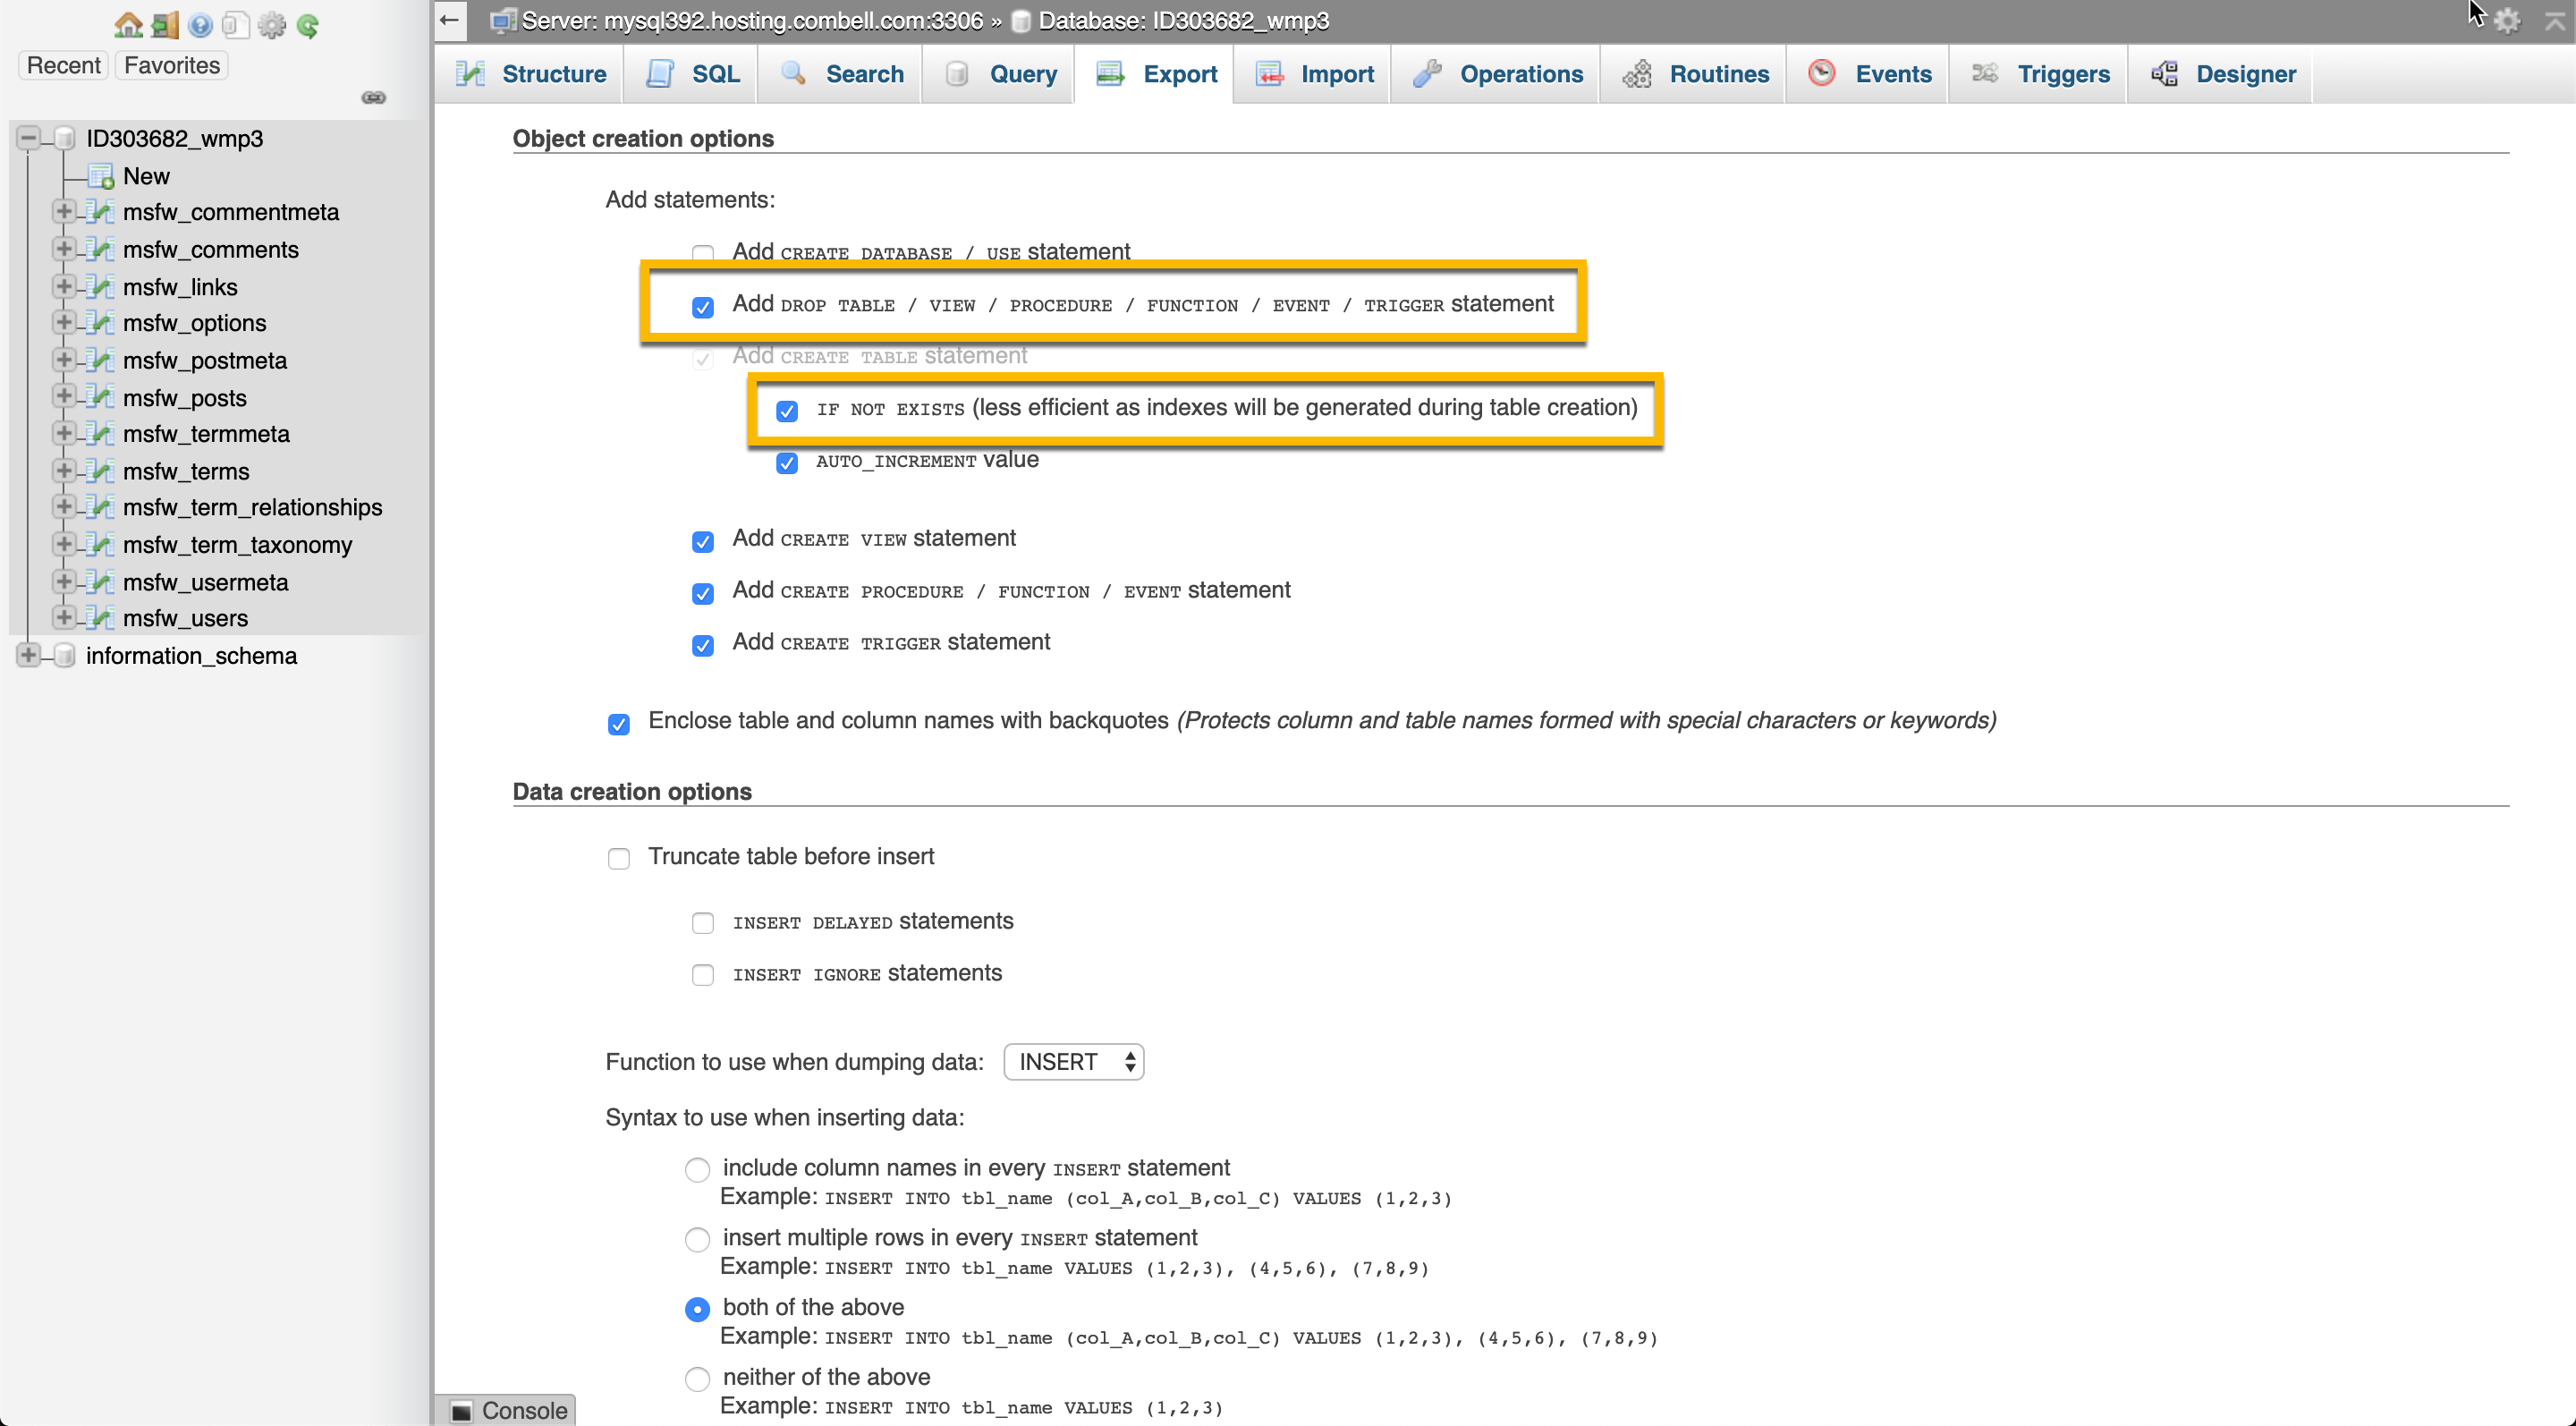 Server: mysql392.hosting.combell.com:3306 » Database: ID303682_wmp3
Recent Favorites
Structure SQL Search Query Export Import Operations Routines Events Triggers Designer
ID303682_wmp3
New
msfw_commentmeta
msfw_comments
msfw_links
msfw_options
msfw_postmeta
msfw_posts
msfw_termmeta
msfw_terms
msfw_term_relationships
msfw_term_taxonomy
msfw_usermeta
msfw_users
information_schema
Object creation options
Add statements:
Add CREATE DATABASE / USE statement
Add DROP TABLE / VIEW / PROCEDURE / FUNCTION / EVENT / TRIGGER statement
Add CREATE TABLE statement
IF NOT EXISTS (less efficient as indexes will be generated during table creation)
AUTO_INCREMENT value
Add CREATE VIEW statement
Add CREATE PROCEDURE / FUNCTION / EVENT statement
Add CREATE TRIGGER statement
Enclose table and column names with backquotes (Protects column and table names formed with special characters or keywords)
Data creation options
Truncate table before insert
INSERT DELAYED statements
INSERT IGNORE statements
Function to use when dumping data: INSERT
Syntax to use when inserting data:
include column names in every INSERT statement
Example: INSERT INTO tbl_name (col_A,col_B,col_C) VALUES (1,2,3)
insert multiple rows in every INSERT statement
Example: INSERT INTO tbl_name VALUES (1,2,3), (4,5,6), (7,8,9)
both of the above
Example: INSERT INTO tbl_name (col_A,col_B,col_C) VALUES (1,2,3), (4,5,6), (7,8,9)
neither of the above
Example: INSERT INTO tbl_name VALUES (1,2,3)
Console